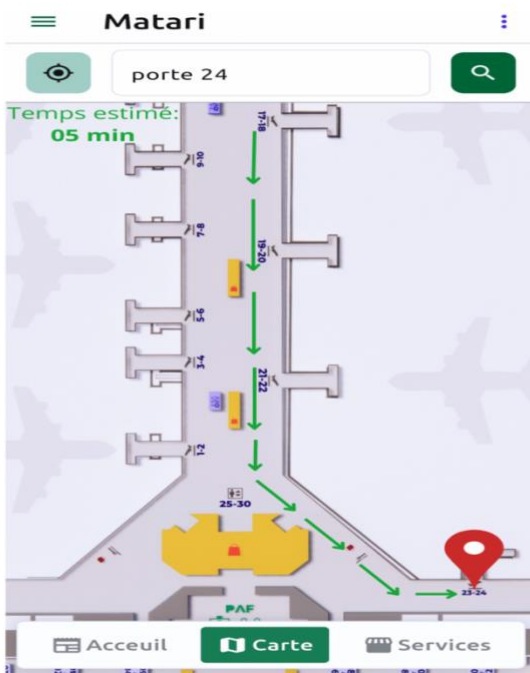 Matari
porte 24
Temps estimé:
05 min
17-18
9-10
7-8
19-20
5-6
3-4
21-22
1-2
25-30
23-24
PAF
Acceuil
Carte
Services